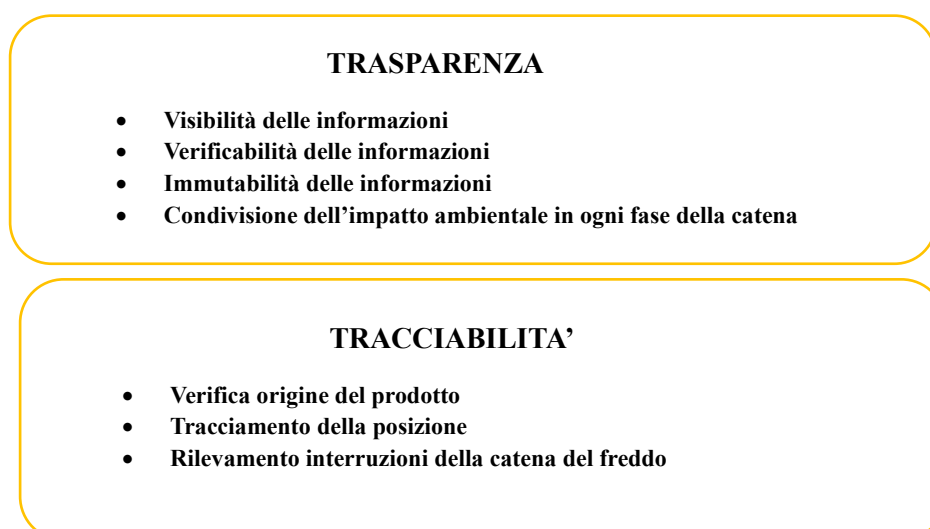 TRASPARENZA
• Visibilità delle informazioni
• Verificabilità delle informazioni
• Immutabilità delle informazioni
• Condivisione dell’impatto ambientale in ogni fase della catena
TRACCIABILITA’
• Verifica origine del prodotto
• Tracciamento della posizione
• Rilevamento interruzioni della catena del freddo